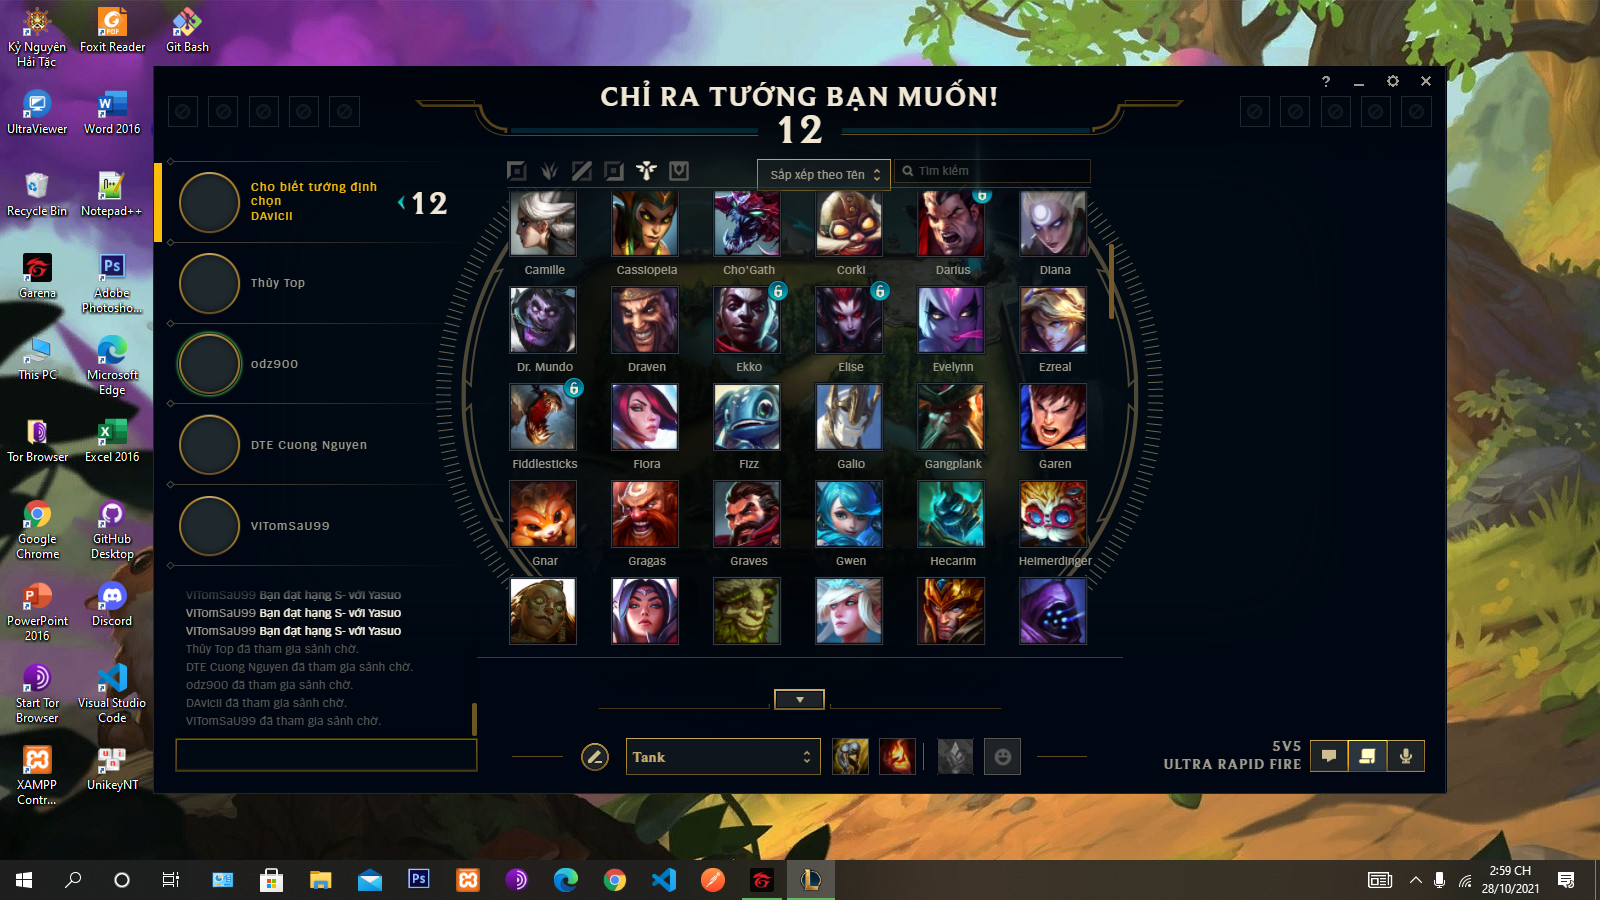 Kỷ Nguyên
Hải Tặc
Foxit Reader
Git Bash
UltraViewer
Word 2016
Recycle Bin
Notepad++
Garena
Adobe
Photosho...
This PC
Microsoft
Edge
Tor Browser
Excel 2016
Google
Chrome
GitHub
Desktop
PowerPoint
2016
Discord
Start Tor
Browser
Visual Studio
Code
XAMPP
Contr...
UnikeyNT
CHỈ RA TƯỚNG BẠN MUỐN!
12
Cho biết tướng định
chọn
DAvicii
12
Thủy Top
odz900
DTE Cuong Nguyen
ViTomSaU99
Sắp xếp theo Tên
Tìm kiếm
Camille
Cassiopeia
Cho'Gath
Corki
Darius
Diana
Dr. Mundo
Draven
Ekko
Elise
Evelynn
Ezreal
Fiddlesticks
Fiora
Fizz
Galio
Gangplank
Garen
Gnar
Gragas
Graves
Gwen
Hecarim
Heimerdinger
ViTomSaU99 Bạn đạt hạng S- với Yasuo
ViTomSaU99 Bạn đạt hạng S- với Yasuo
ViTomSaU99 Bạn đạt hạng S- với Yasuo
Thủy Top đã tham gia sảnh chờ.
DTE Cuong Nguyen đã tham gia sảnh chờ.
odz900 đã tham gia sảnh chờ.
DAvicii đã tham gia sảnh chờ.
ViTomSaU99 đã tham gia sảnh chờ.
Tank
5V5
ULTRA RAPID FIRE
2:59 CH
28/10/2021